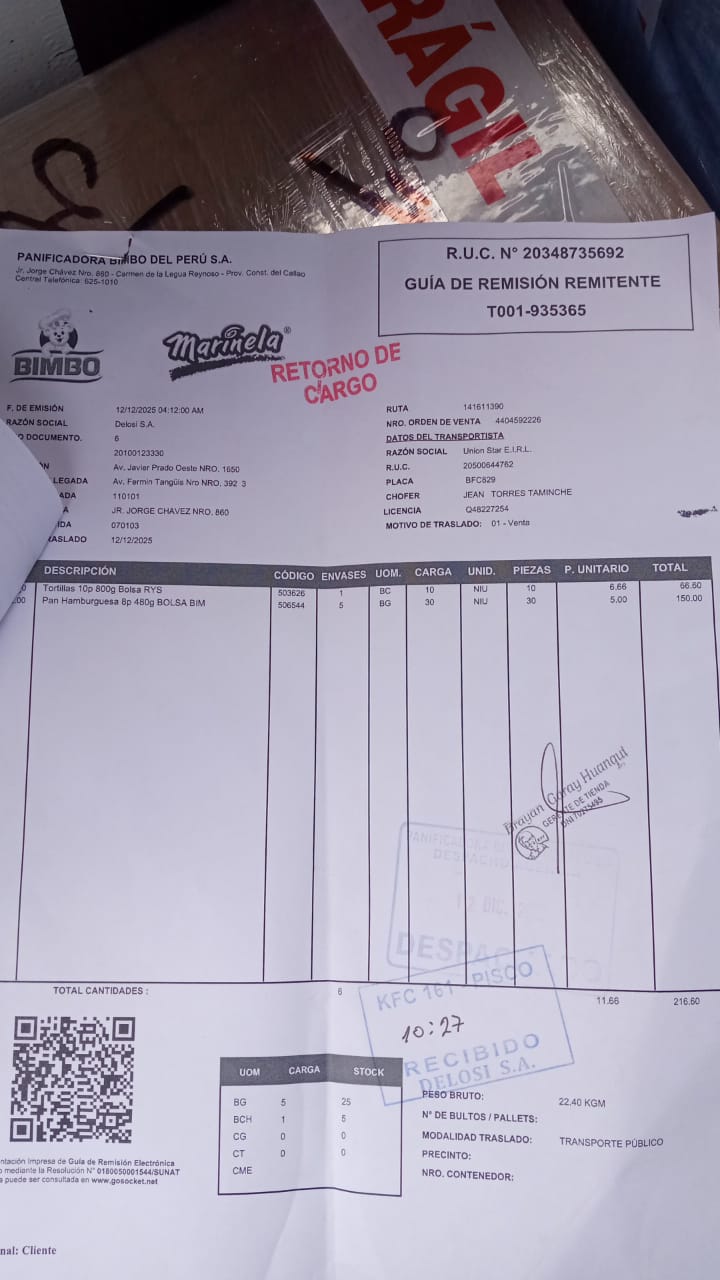 FRÁGIL
PANIFICADORA BIMBO DEL PERÚ S.A.
Jr. Jorge Chávez Nro. 860 - Carmen de la Legua Reynoso - Prov. Const. del Callao
Central Telefónica: 625-1010
R.U.C. N° 20348735692
GUÍA DE REMISIÓN REMITENTE
T001-935365
BIMBO
Marinela®
RETORNO DE
CARGO
F. DE EMISIÓN 12/12/2025 04:12:00 AM
RAZÓN SOCIAL Delosi S.A.
O DOCUMENTO. 6
20100123330
ÓN Av. Javier Prado Oeste NRO. 1650
LEGADA Av. Fermin Tangüis Nro NRO. 392 3
ADA 110101
A JR. JORGE CHAVEZ NRO. 860
IDA 070103
RASLADO 12/12/2025
RUTA 141611390
NRO. ORDEN DE VENTA 4404592226
DATOS DEL TRANSPORTISTA
RAZÓN SOCIAL Union Star E.I.R.L.
R.U.C. 20500644762
PLACA BFC829
CHOFER JEAN TORRES TAMINCHE
LICENCIA Q48227254
MOTIVO DE TRASLADO: 01 - Venta
DESCRIPCIÓN CÓDIGO ENVASES UOM. CARGA UNID. PIEZAS P. UNITARIO TOTAL
0 Tortillas 10p 800g Bolsa RYS 503626 1 BC 10 NIU 10 6.66 66.60
.00 Pan Hamburguesa 8p 480g BOLSA BIM 506544 5 BG 30 NIU 30 5.00 150.00
Brayan Garay Huanqui
GERENTE DE TIENDA
PANIFICADORA
DESPACHO
12 DIC.
DESPACHADO
TOTAL CANTIDADES : 6 11.66 216.60
KFC 161 - PISCO
10:27
RECIBIDO
DELOSI S.A.
UOM CARGA STOCK
BG 5 25
BCH 1 5
CG 0 0
CT 0 0
CME
PESO BRUTO: 22.40 KGM
N° DE BULTOS / PALLETS:
MODALIDAD TRASLADO: TRANSPORTE PÚBLICO
PRECINTO:
NRO. CONTENEDOR:
ntación Impresa de Guía de Remisión Electrónica
o mediante la Resolución N° 0180050001544/SUNAT
a puede ser consultada en www.gosocket.net
nal: Cliente